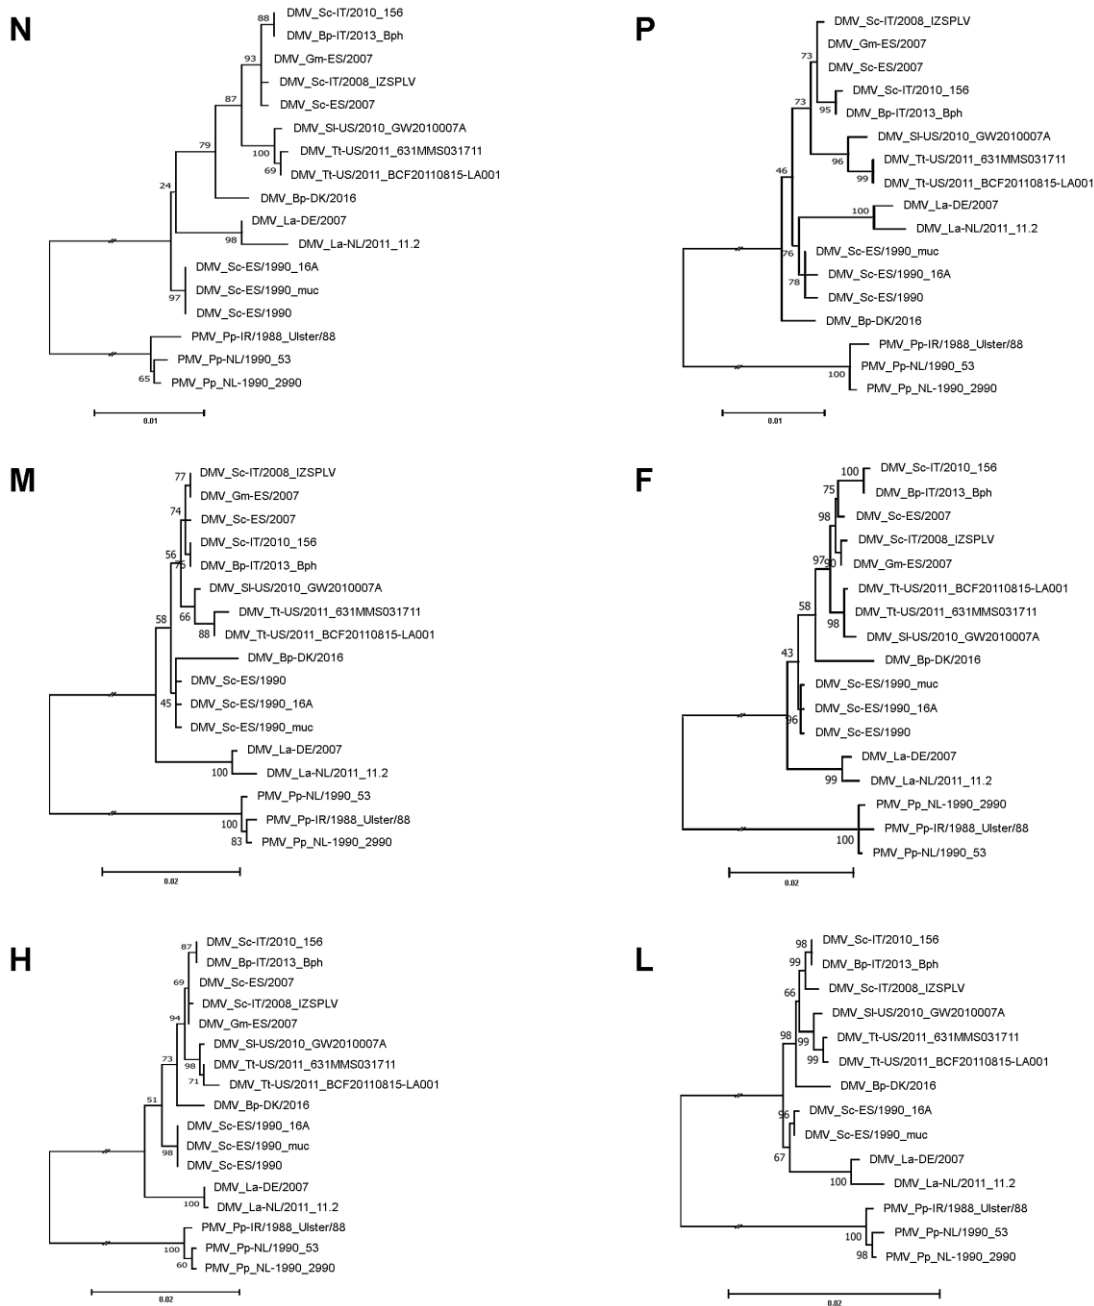 N
88
DMV_Sc-IT/2010_156
DMV_Bp-IT/2013_Bph
93
DMV_Gm-ES/2007
DMV_Sc-IT/2008_IZSPLV
87
DMV_Sc-ES/2007
DMV_Sl-US/2010_GW2010007A
79
100
DMV_Tt-US/2011_631MMS031711
69
DMV_Tt-US/2011_BCF20110815-LA001
24
DMV_Bp-DK/2016
DMV_La-DE/2007
98
DMV_La-NL/2011_11.2
DMV_Sc-ES/1990_16A
DMV_Sc-ES/1990_muc
97
DMV_Sc-ES/1990
PMV_Pp-IR/1988_Ulster/88
PMV_Pp-NL/1990_53
65
PMV_Pp_NL-1990_2990
0.01
P
DMV_Sc-IT/2008_IZSPLV
DMV_Gm-ES/2007
73
DMV_Sc-ES/2007
DMV_Sc-IT/2010_156
73
95
DMV_Bp-IT/2013_Bph
DMV_Sl-US/2010_GW2010007A
96
DMV_Tt-US/2011_631MMS031711
99
DMV_Tt-US/2011_BCF20110815-LA001
46
DMV_La-DE/2007
100
DMV_La-NL/2011_11.2
76
DMV_Sc-ES/1990_muc
DMV_Sc-ES/1990_16A
78
DMV_Sc-ES/1990
DMV_Bp-DK/2016
PMV_Pp-IR/1988_Ulster/88
PMV_Pp-NL/1990_53
100
PMV_Pp_NL-1990_2990
0.01
M
77
DMV_Sc-IT/2008_IZSPLV
DMV_Gm-ES/2007
74
DMV_Sc-ES/2007
DMV_Sc-IT/2010_156
56
75
DMV_Bp-IT/2013_Bph
DMV_Sl-US/2010_GW2010007A
66
DMV_Tt-US/2011_631MMS031711
58
88
DMV_Tt-US/2011_BCF20110815-LA001
DMV_Bp-DK/2016
DMV_Sc-ES/1990
45
DMV_Sc-ES/1990_16A
DMV_Sc-ES/1990_muc
DMV_La-DE/2007
100
DMV_La-NL/2011_11.2
PMV_Pp-NL/1990_53
100
PMV_Pp-IR/1988_Ulster/88
83
PMV_Pp_NL-1990_2990
0.02
F
100
DMV_Sc-IT/2010_156
75
DMV_Bp-IT/2013_Bph
98
DMV_Sc-ES/2007
DMV_Sc-IT/2008_IZSPLV
97
90
DMV_Gm-ES/2007
DMV_Tt-US/2011_BCF20110815-LA001
58
DMV_Tt-US/2011_631MMS031711
98
DMV_Sl-US/2010_GW2010007A
43
DMV_Bp-DK/2016
DMV_Sc-ES/1990_muc
DMV_Sc-ES/1990_16A
96
DMV_Sc-ES/1990
DMV_La-DE/2007
99
DMV_La-NL/2011_11.2
PMV_Pp_NL-1990_2990
PMV_Pp-IR/1988_Ulster/88
100
PMV_Pp-NL/1990_53
0.02
H
87
DMV_Sc-IT/2010_156
DMV_Bp-IT/2013_Bph
69
DMV_Sc-ES/2007
DMV_Sc-IT/2008_IZSPLV
94
DMV_Gm-ES/2007
DMV_Sl-US/2010_GW2010007A
73
98
DMV_Tt-US/2011_631MMS031711
71
DMV_Tt-US/2011_BCF20110815-LA001
51
DMV_Bp-DK/2016
DMV_Sc-ES/1990_16A
98
DMV_Sc-ES/1990_muc
DMV_Sc-ES/1990
DMV_La-DE/2007
100
DMV_La-NL/2011_11.2
PMV_Pp-IR/1988_Ulster/88
100
PMV_Pp-NL/1990_53
60
PMV_Pp_NL-1990_2990
0.02
L
98
DMV_Sc-IT/2010_156
99
DMV_Bp-IT/2013_Bph
66
DMV_Sc-IT/2008_IZSPLV
DMV_Sl-US/2010_GW2010007A
98
99
DMV_Tt-US/2011_631MMS031711
99
DMV_Tt-US/2011_BCF20110815-LA001
DMV_Bp-DK/2016
96
DMV_Sc-ES/1990_16A
DMV_Sc-ES/1990_muc
67
DMV_La-DE/2007
100
DMV_La-NL/2011_11.2
PMV_Pp-IR/1988_Ulster/88
100
PMV_Pp-NL/1990_53
98
PMV_Pp_NL-1990_2990
0.02